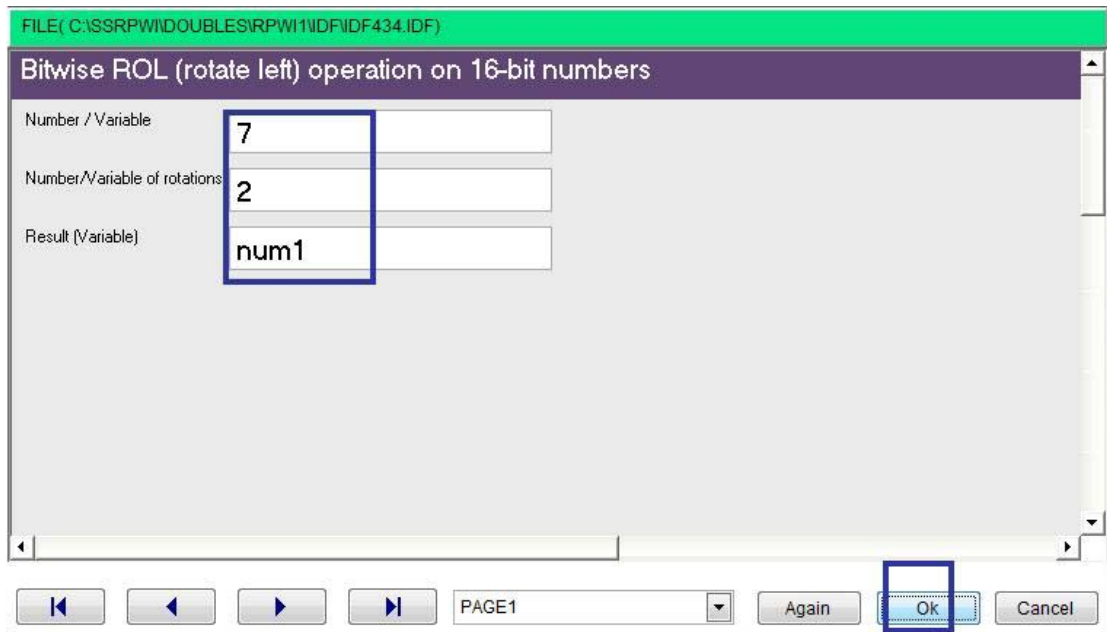 FILE( C:\SSRPWI\DOUBLES\RPWI1\IDF\IDF434.IDF)
Bitwise ROL (rotate left) operation on 16-bit numbers
Number / Variable
7
Number/Variable of rotations
2
Result (Variable)
num1
PAGE1 Again Ok Cancel